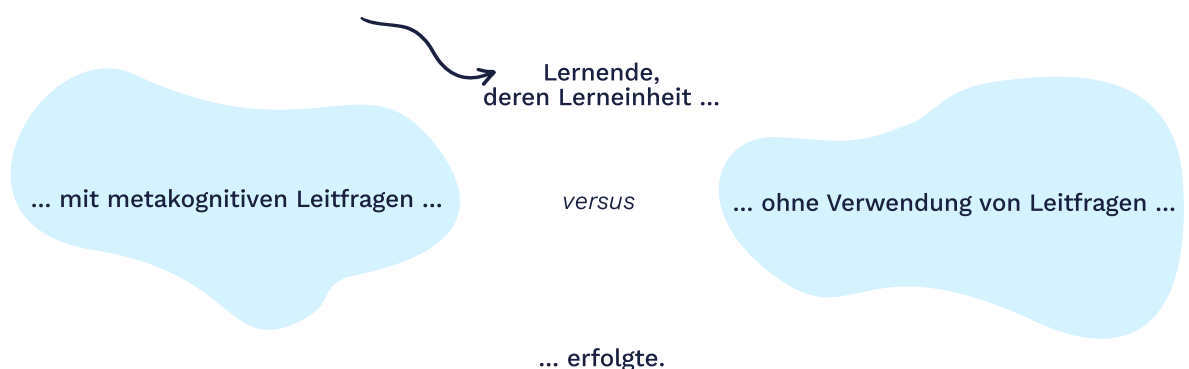 Lernende,
deren Lerneinheit ...
... mit metakognitiven Leitfragen ...
versus
... ohne Verwendung von Leitfragen ...
... erfolgte.